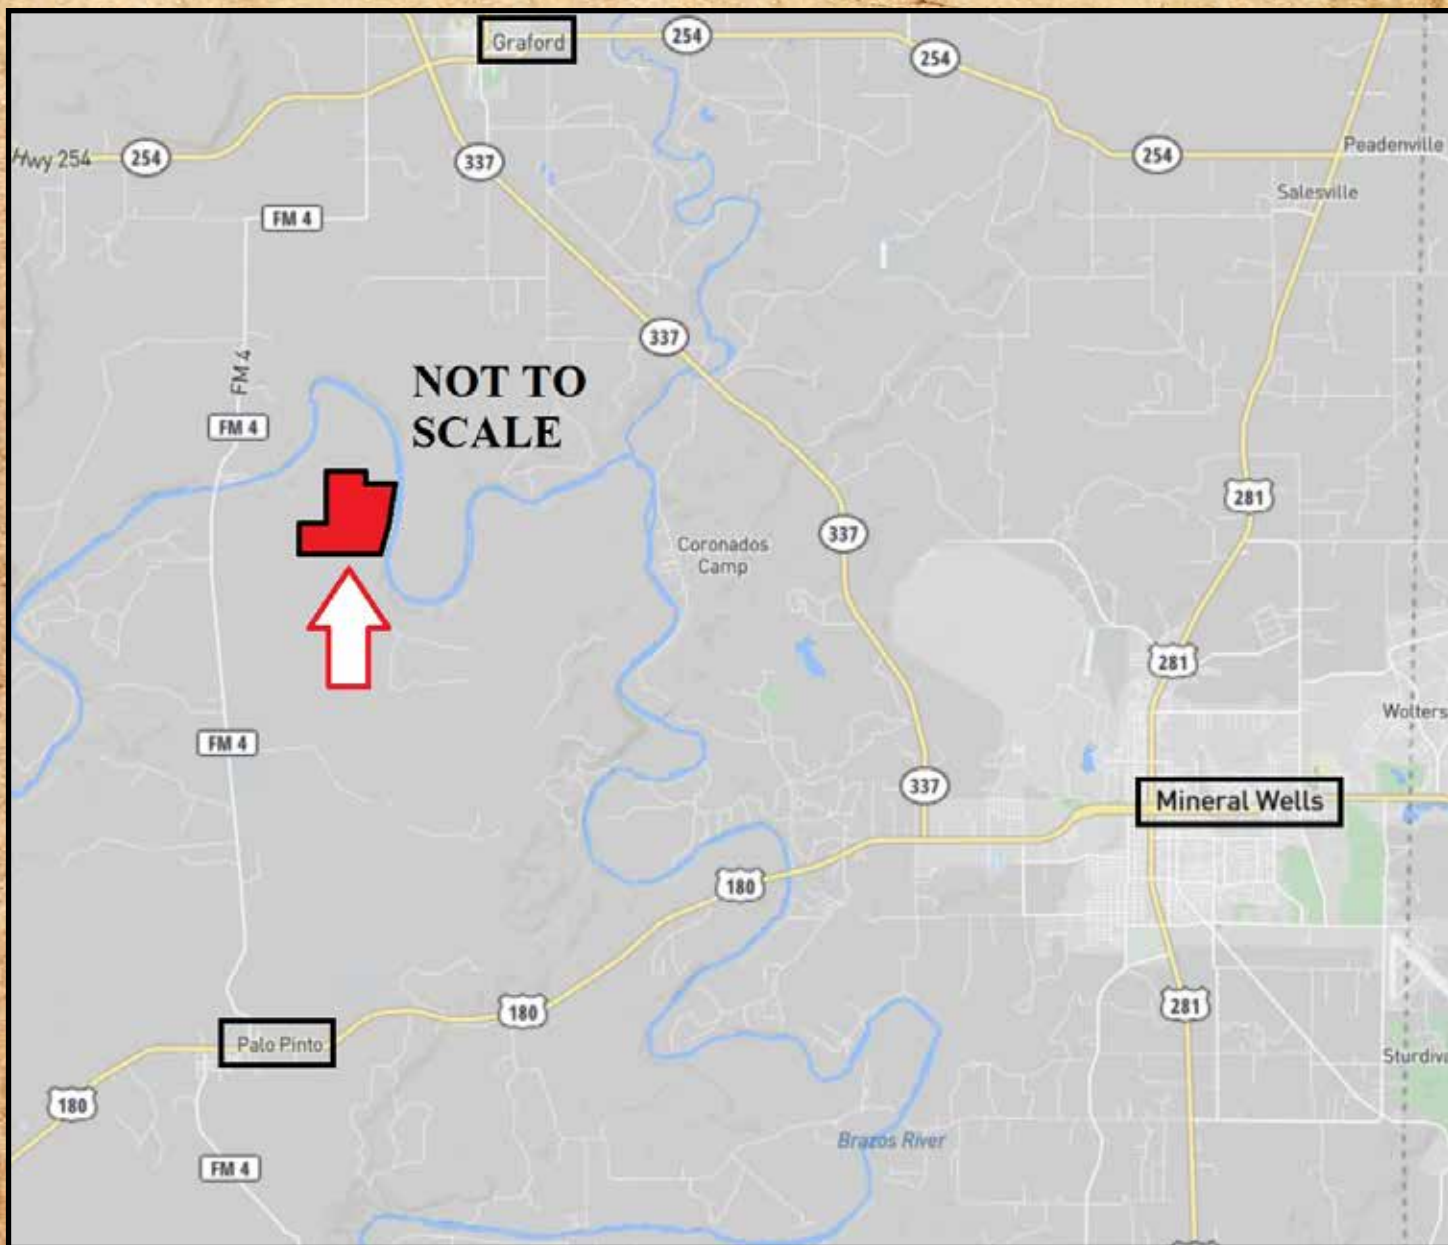 Graford
254
254
Hwy 254
254
337
254
Peadenville
Salesville
FM 4
337
FM 4
NOT TO
SCALE
FM 4
281
337
Coronados
Camp
281
Wolters
FM 4
337
Mineral Wells
180
180
281
Palo Pinto
Sturdiva
180
Brazos River
FM 4